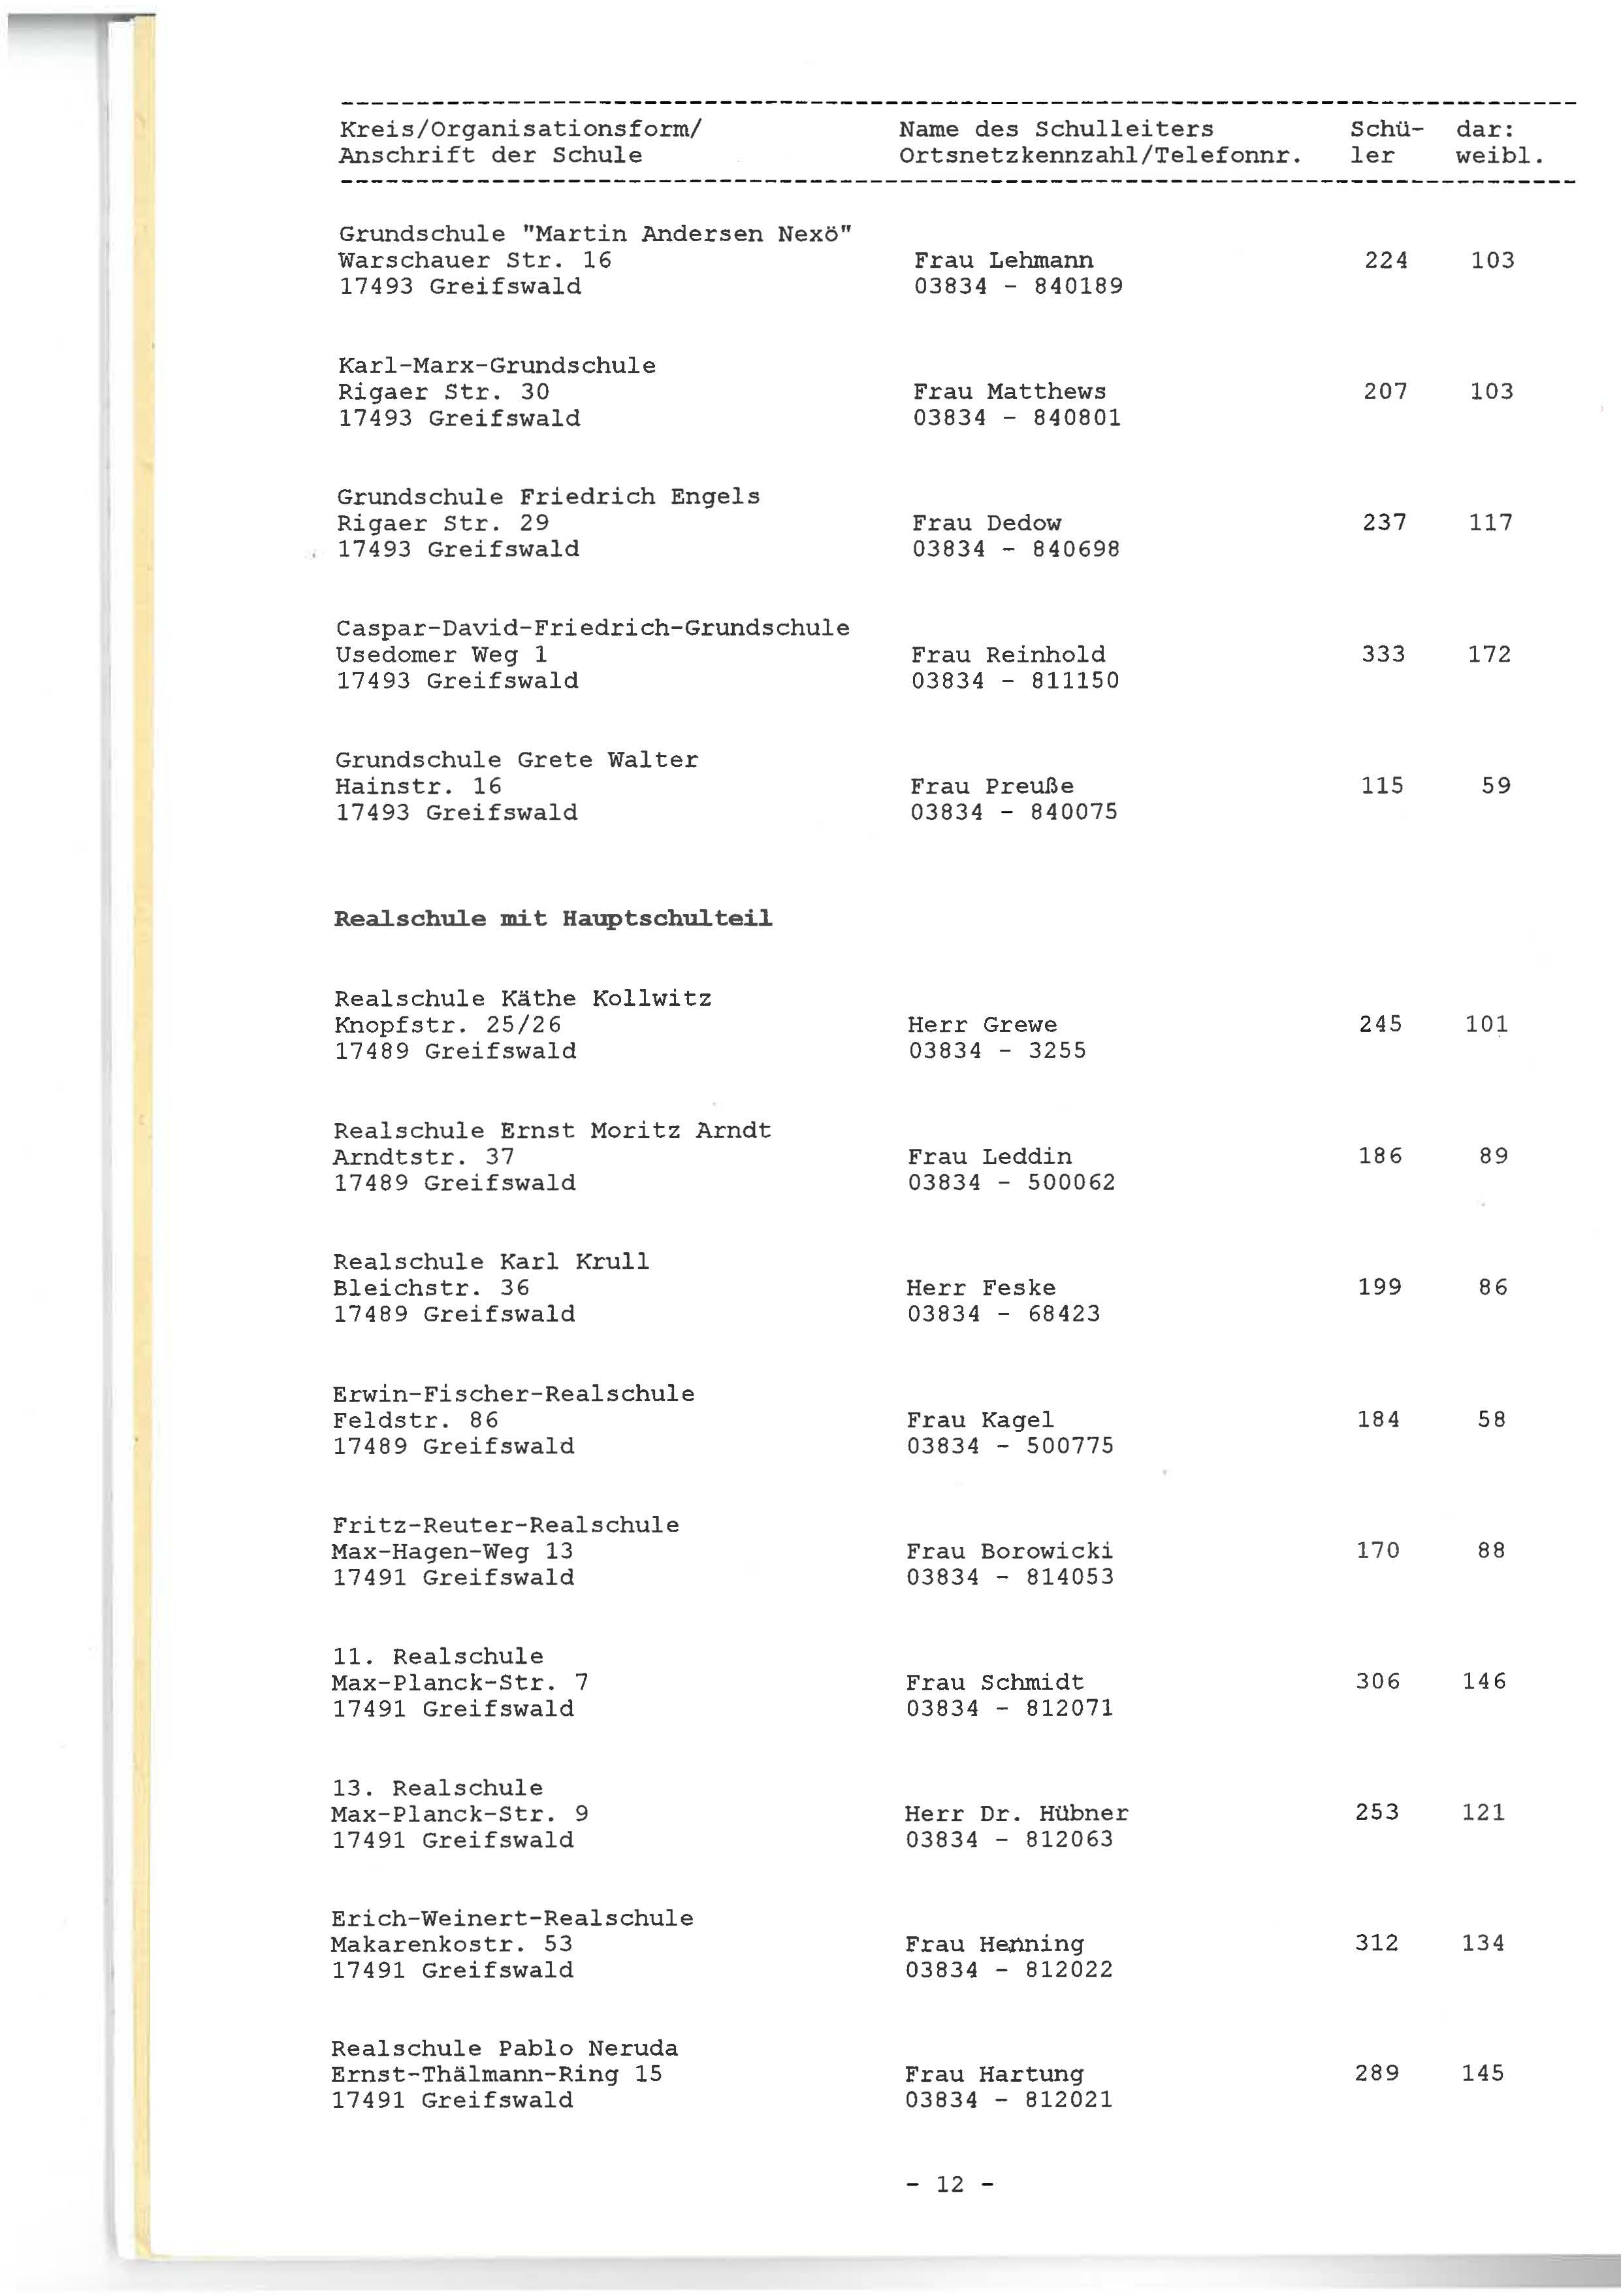 Kreis/Organisationsform/ Name des Schulleiters Schü- dar:
Anschrift der Schule Ortsnetzkennzahl/Telefonnr. ler weibl.
Grundschule "Martin Andersen Nexö"
Warschauer Str. 16 Frau Lehmann 224 103
17493 Greifswald 03834 - 840189
Karl-Marx-Grundschule
Rigaer Str. 30 Frau Matthews 207 103
17493 Greifswald 03834 - 840801
Grundschule Friedrich Engels
Rigaer Str. 29 Frau Dedow 237 117
17493 Greifswald 03834 - 840698
Caspar-David-Friedrich-Grundschule
Usedomer Weg 1 Frau Reinhold 333 172
17493 Greifswald 03834 - 811150
Grundschule Grete Walter
Hainstr. 16 Frau Preuße 115 59
17493 Greifswald 03834 - 840075
Realschule mit Hauptschulteil
Realschule Käthe Kollwitz
Knopfstr. 25/26 Herr Grewe 245 101
17489 Greifswald 03834 - 3255
Realschule Ernst Moritz Arndt
Arndtstr. 37 Frau Leddin 186 89
17489 Greifswald 03834 - 500062
Realschule Karl Krull
Bleichstr. 36 Herr Feske 199 86
17489 Greifswald 03834 - 68423
Erwin-Fischer-Realschule
Feldstr. 86 Frau Kagel 184 58
17489 Greifswald 03834 - 500775
Fritz-Reuter-Realschule
Max-Hagen-Weg 13 Frau Borowicki 170 88
17491 Greifswald 03834 - 814053
11. Realschule
Max-Planck-Str. 7 Frau Schmidt 306 146
17491 Greifswald 03834 - 812071
13. Realschule
Max-Planck-Str. 9 Herr Dr. Hübner 253 121
17491 Greifswald 03834 - 812063
Erich-Weinert-Realschule
Makarenkostr. 53 Frau Henning 312 134
17491 Greifswald 03834 - 812022
Realschule Pablo Neruda
Ernst-Thälmann-Ring 15 Frau Hartung 289 145
17491 Greifswald 03834 - 812021
- 12 -